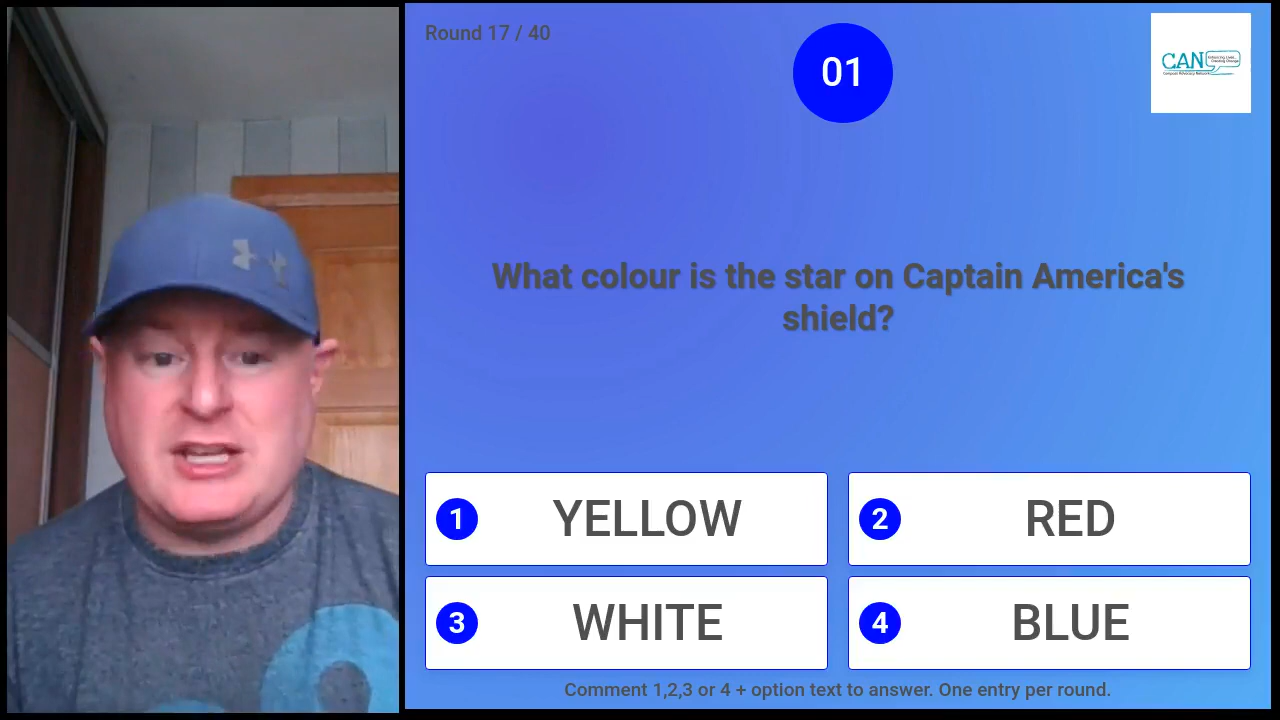 Round 17 / 40
01
CAN
What colour is the star on Captain America's
shield?
1 YELLOW
2 RED
3 WHITE
4 BLUE
Comment 1,2,3 or 4 + option text to answer. One entry per round.